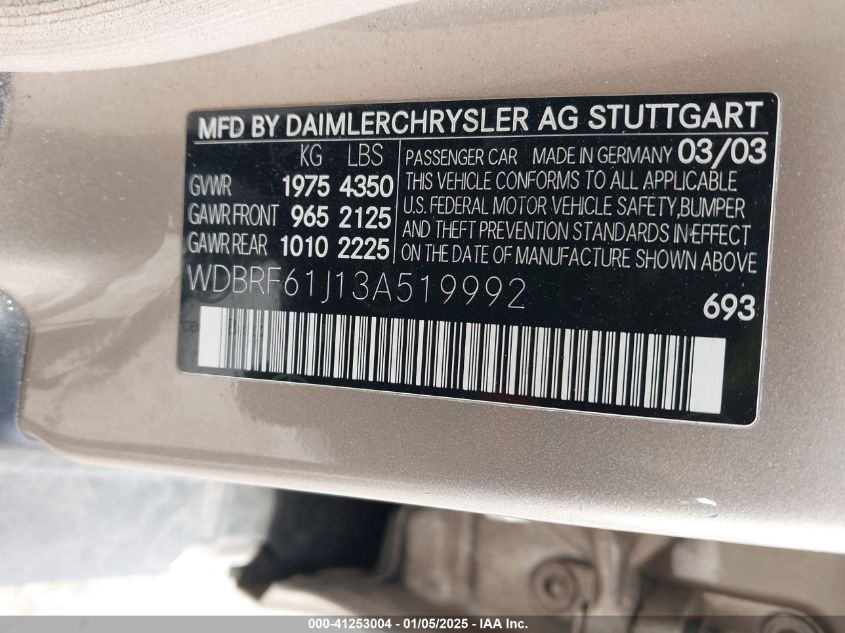 MFD BY DAIMLERCHRYSLER AG STUTTGART
KG LBS
GVWR 1975 4350
GAWR FRONT 965 2125
GAWR REAR 1010 2225
PASSENGER CAR MADE IN GERMANY 03/03
THIS VEHICLE CONFORMS TO ALL APPLICABLE
U.S. FEDERAL MOTOR VEHICLE SAFETY, BUMPER
AND THEFT PREVENTION STANDARDS IN EFFECT
ON THE DATE OF MANUFACTURE SHOWN ABOVE
WDBRF61J13A519992
693
000-41253004 - 01/05/2025 - IAAI.COM